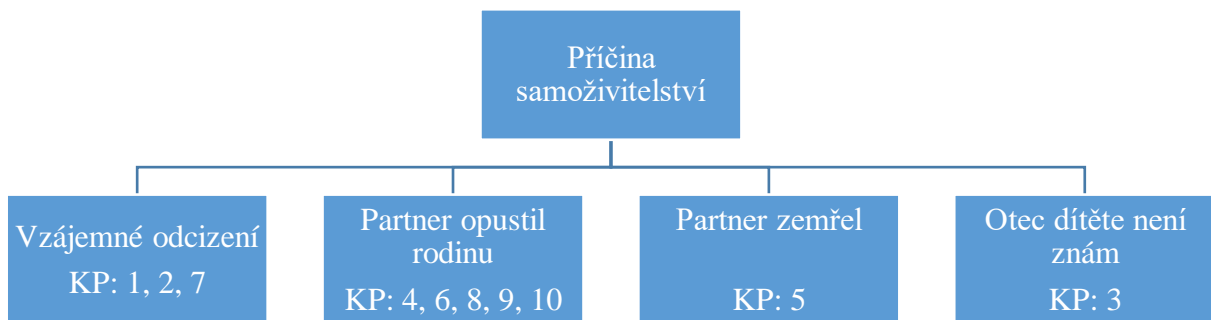 Příčina
samoživitelství
Vzájemné odcizení
KP: 1, 2, 7
Partner opustil
rodinu
KP: 4, 6, 8, 9, 10
Partner zemřel
KP: 5
Otec dítěte není
znám
KP: 3